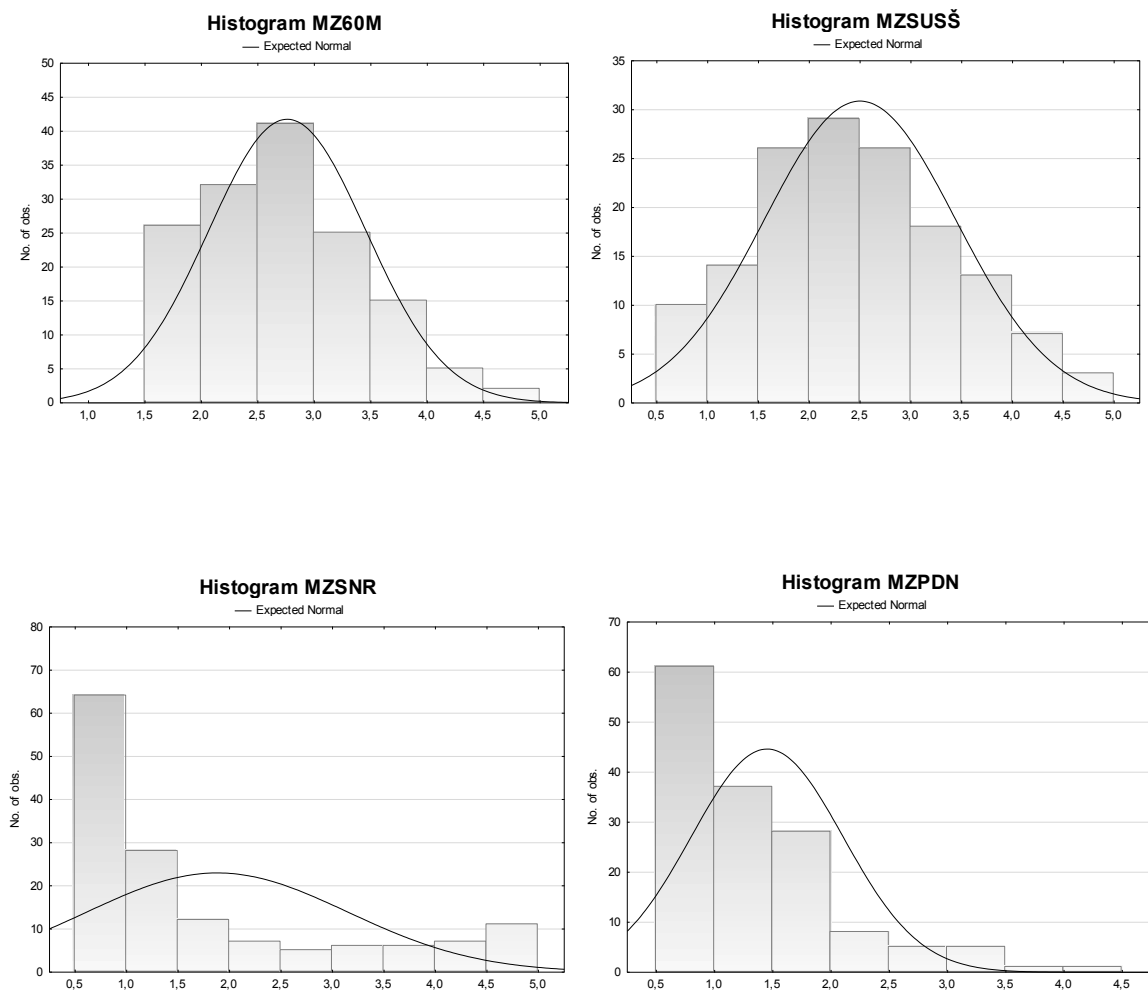 Histogram MZ60M
— Expected Normal
50
45
40
35
30
25
20
15
10
5
0
No. of obs.
1,0 1,5 2,0 2,5 3,0 3,5 4,0 4,5 5,0
Histogram MZSUSŠ
— Expected Normal
35
30
25
20
15
10
5
0
No. of obs.
0,5 1,0 1,5 2,0 2,5 3,0 3,5 4,0 4,5 5,0
Histogram MZSNR
— Expected Normal
80
70
60
50
40
30
20
10
0
No. of obs.
0,5 1,0 1,5 2,0 2,5 3,0 3,5 4,0 4,5 5,0
Histogram MZPDN
— Expected Normal
70
60
50
40
30
20
10
0
No. of obs.
0,5 1,0 1,5 2,0 2,5 3,0 3,5 4,0 4,5